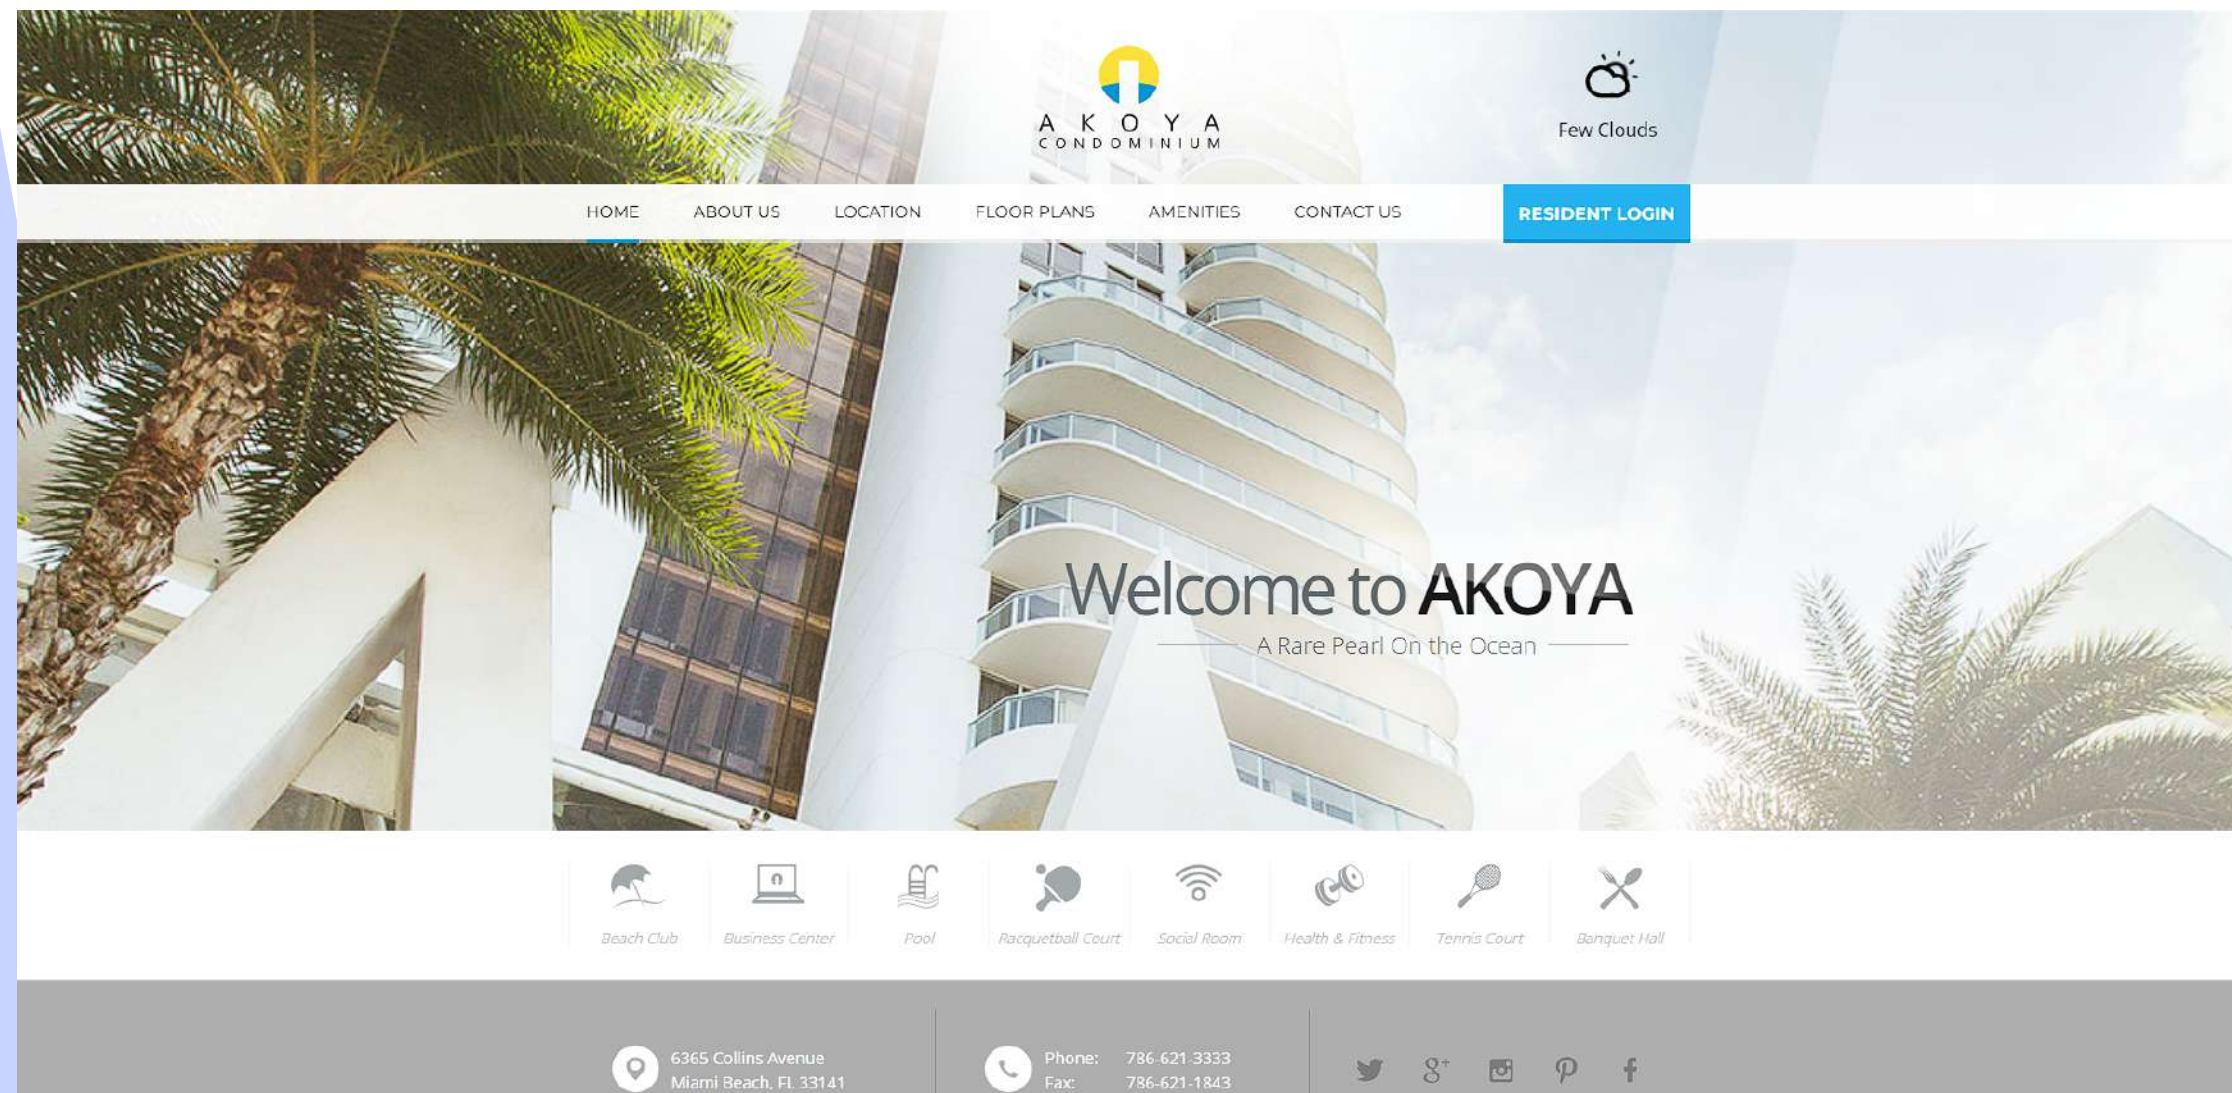 AKOYA
CONDOMINIUM
Few Clouds
HOME ABOUT US LOCATION FLOOR PLANS AMENITIES CONTACT US RESIDENT LOGIN
Welcome to AKOYA
A Rare Pearl On the Ocean
Beach Club Business Center Pool Racquetball Court Social Room Health & Fitness Tennis Court Banquet Hall
6365 Collins Avenue
Miami Beach, FL 33141
Phone: 786-621-3333
Fax: 786-621-1843